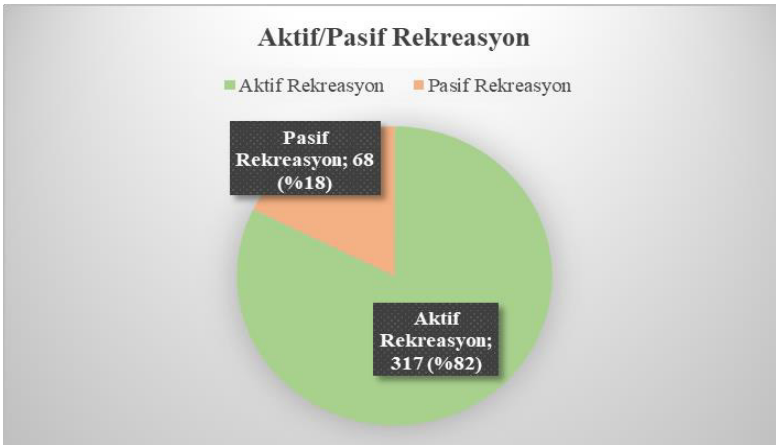 Aktif/Pasif Rekreasyon
Aktif Rekreasyon Pasif Rekreasyon
Pasif
Rekreasyon; 68
(%18)
Aktif
Rekreasyon;
317 (%82)